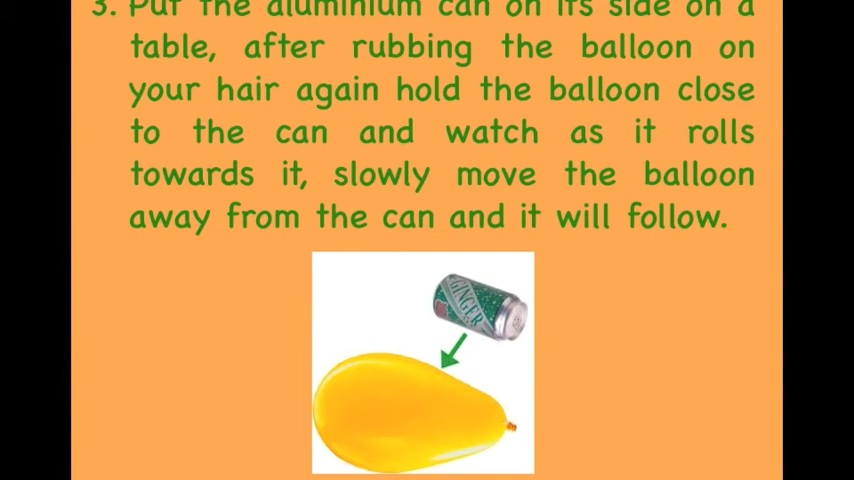 3. Put the aluminium can on its side on a
table, after rubbing the balloon on
your hair again hold the balloon close
to the can and watch as it rolls
towards it, slowly move the balloon
away from the can and it will follow.
GINGER